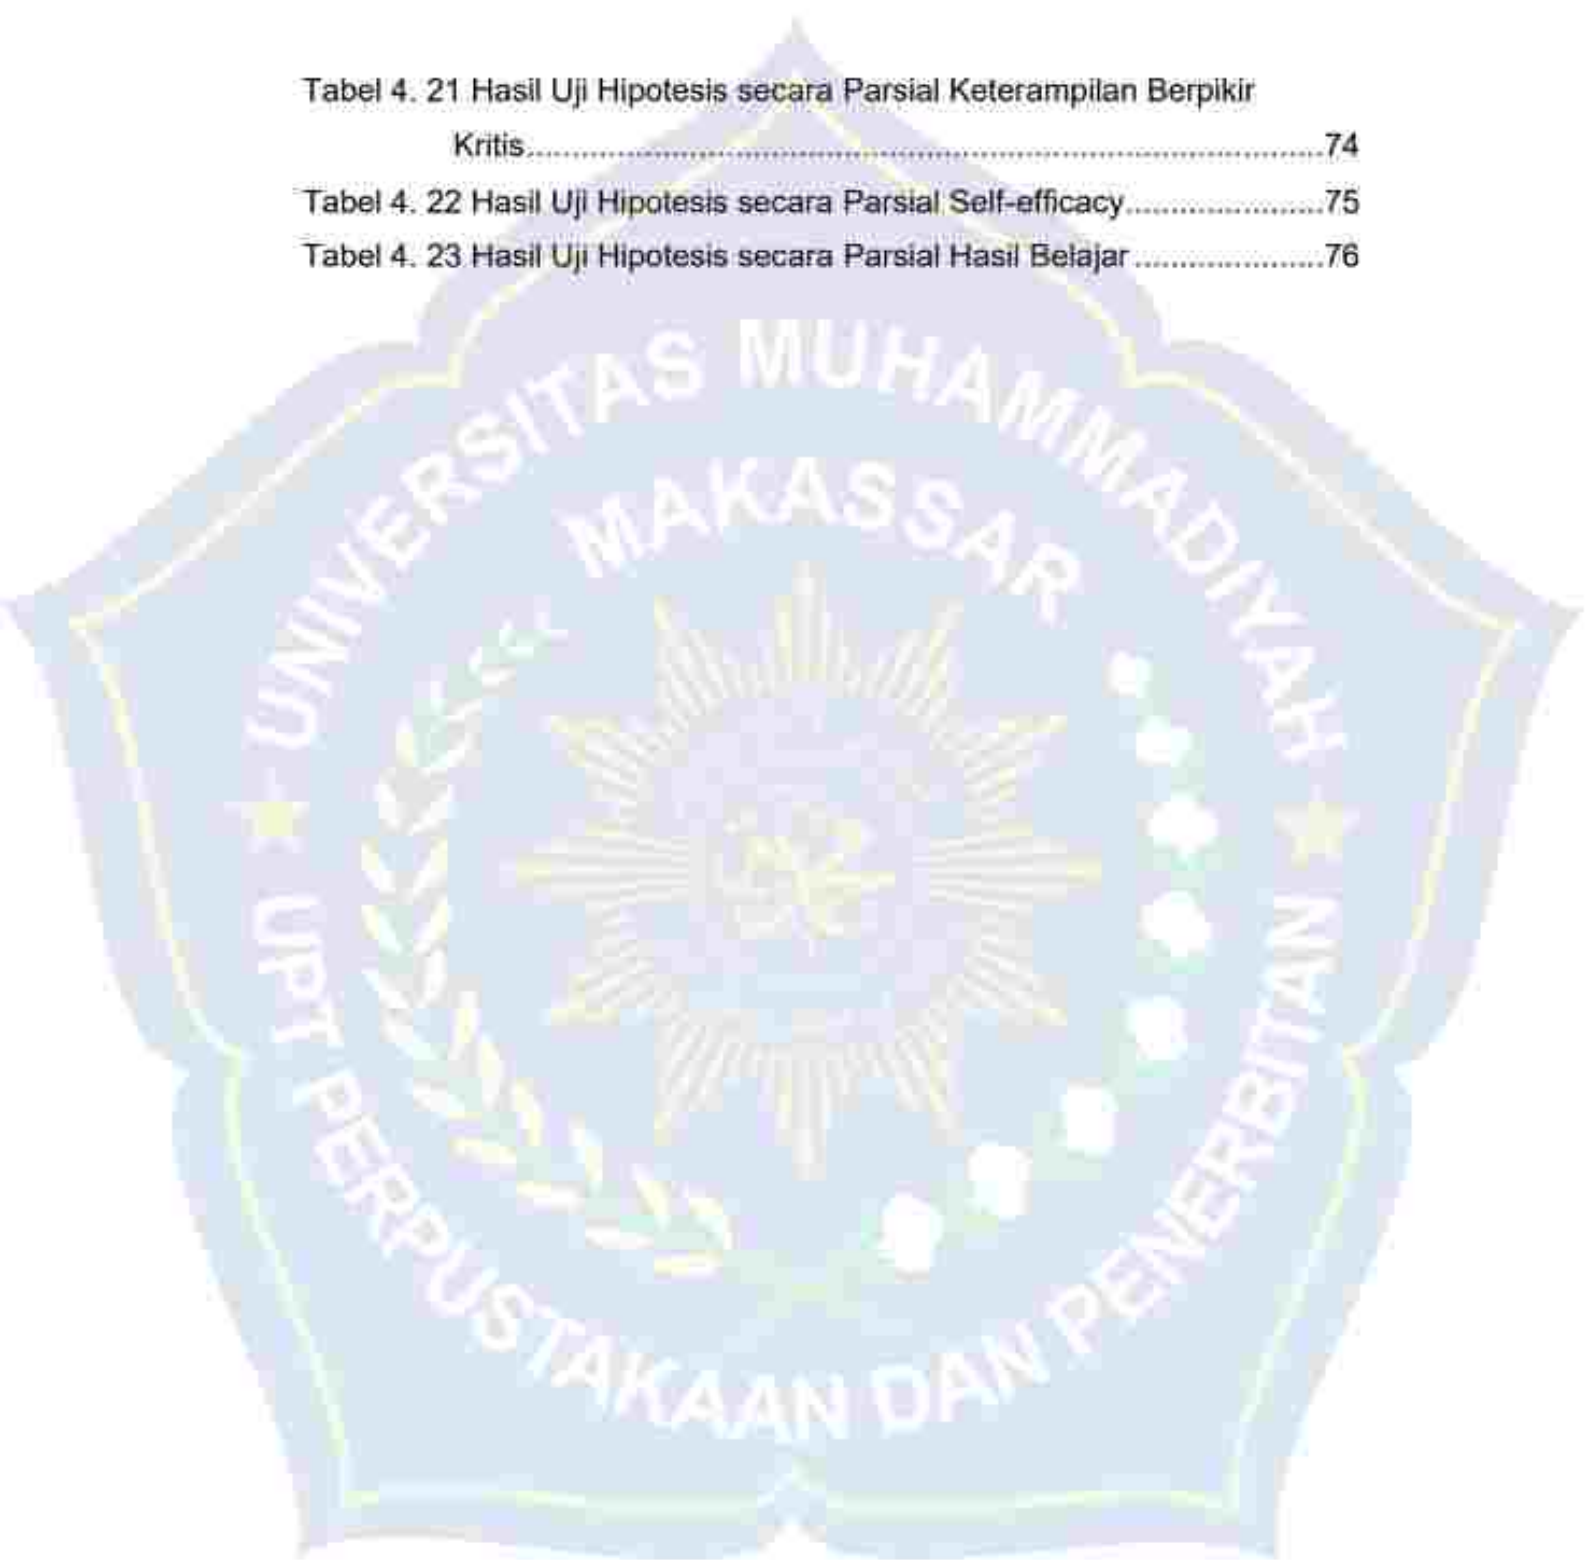 Tabel 4. 21 Hasil Uji Hipotesis secara Parsial Keterampilan Berpikir
Kritis........................................................................................74
Tabel 4. 22 Hasil Uji Hipotesis secara Parsial Self-efficacy......................75
Tabel 4. 23 Hasil Uji Hipotesis secara Parsial Hasil Belajar.....................76
UNIVERSITAS MUHAMMADIYAH
MAKASSAR
UPT PERPUSTAKAAN DAN PENERBITAN